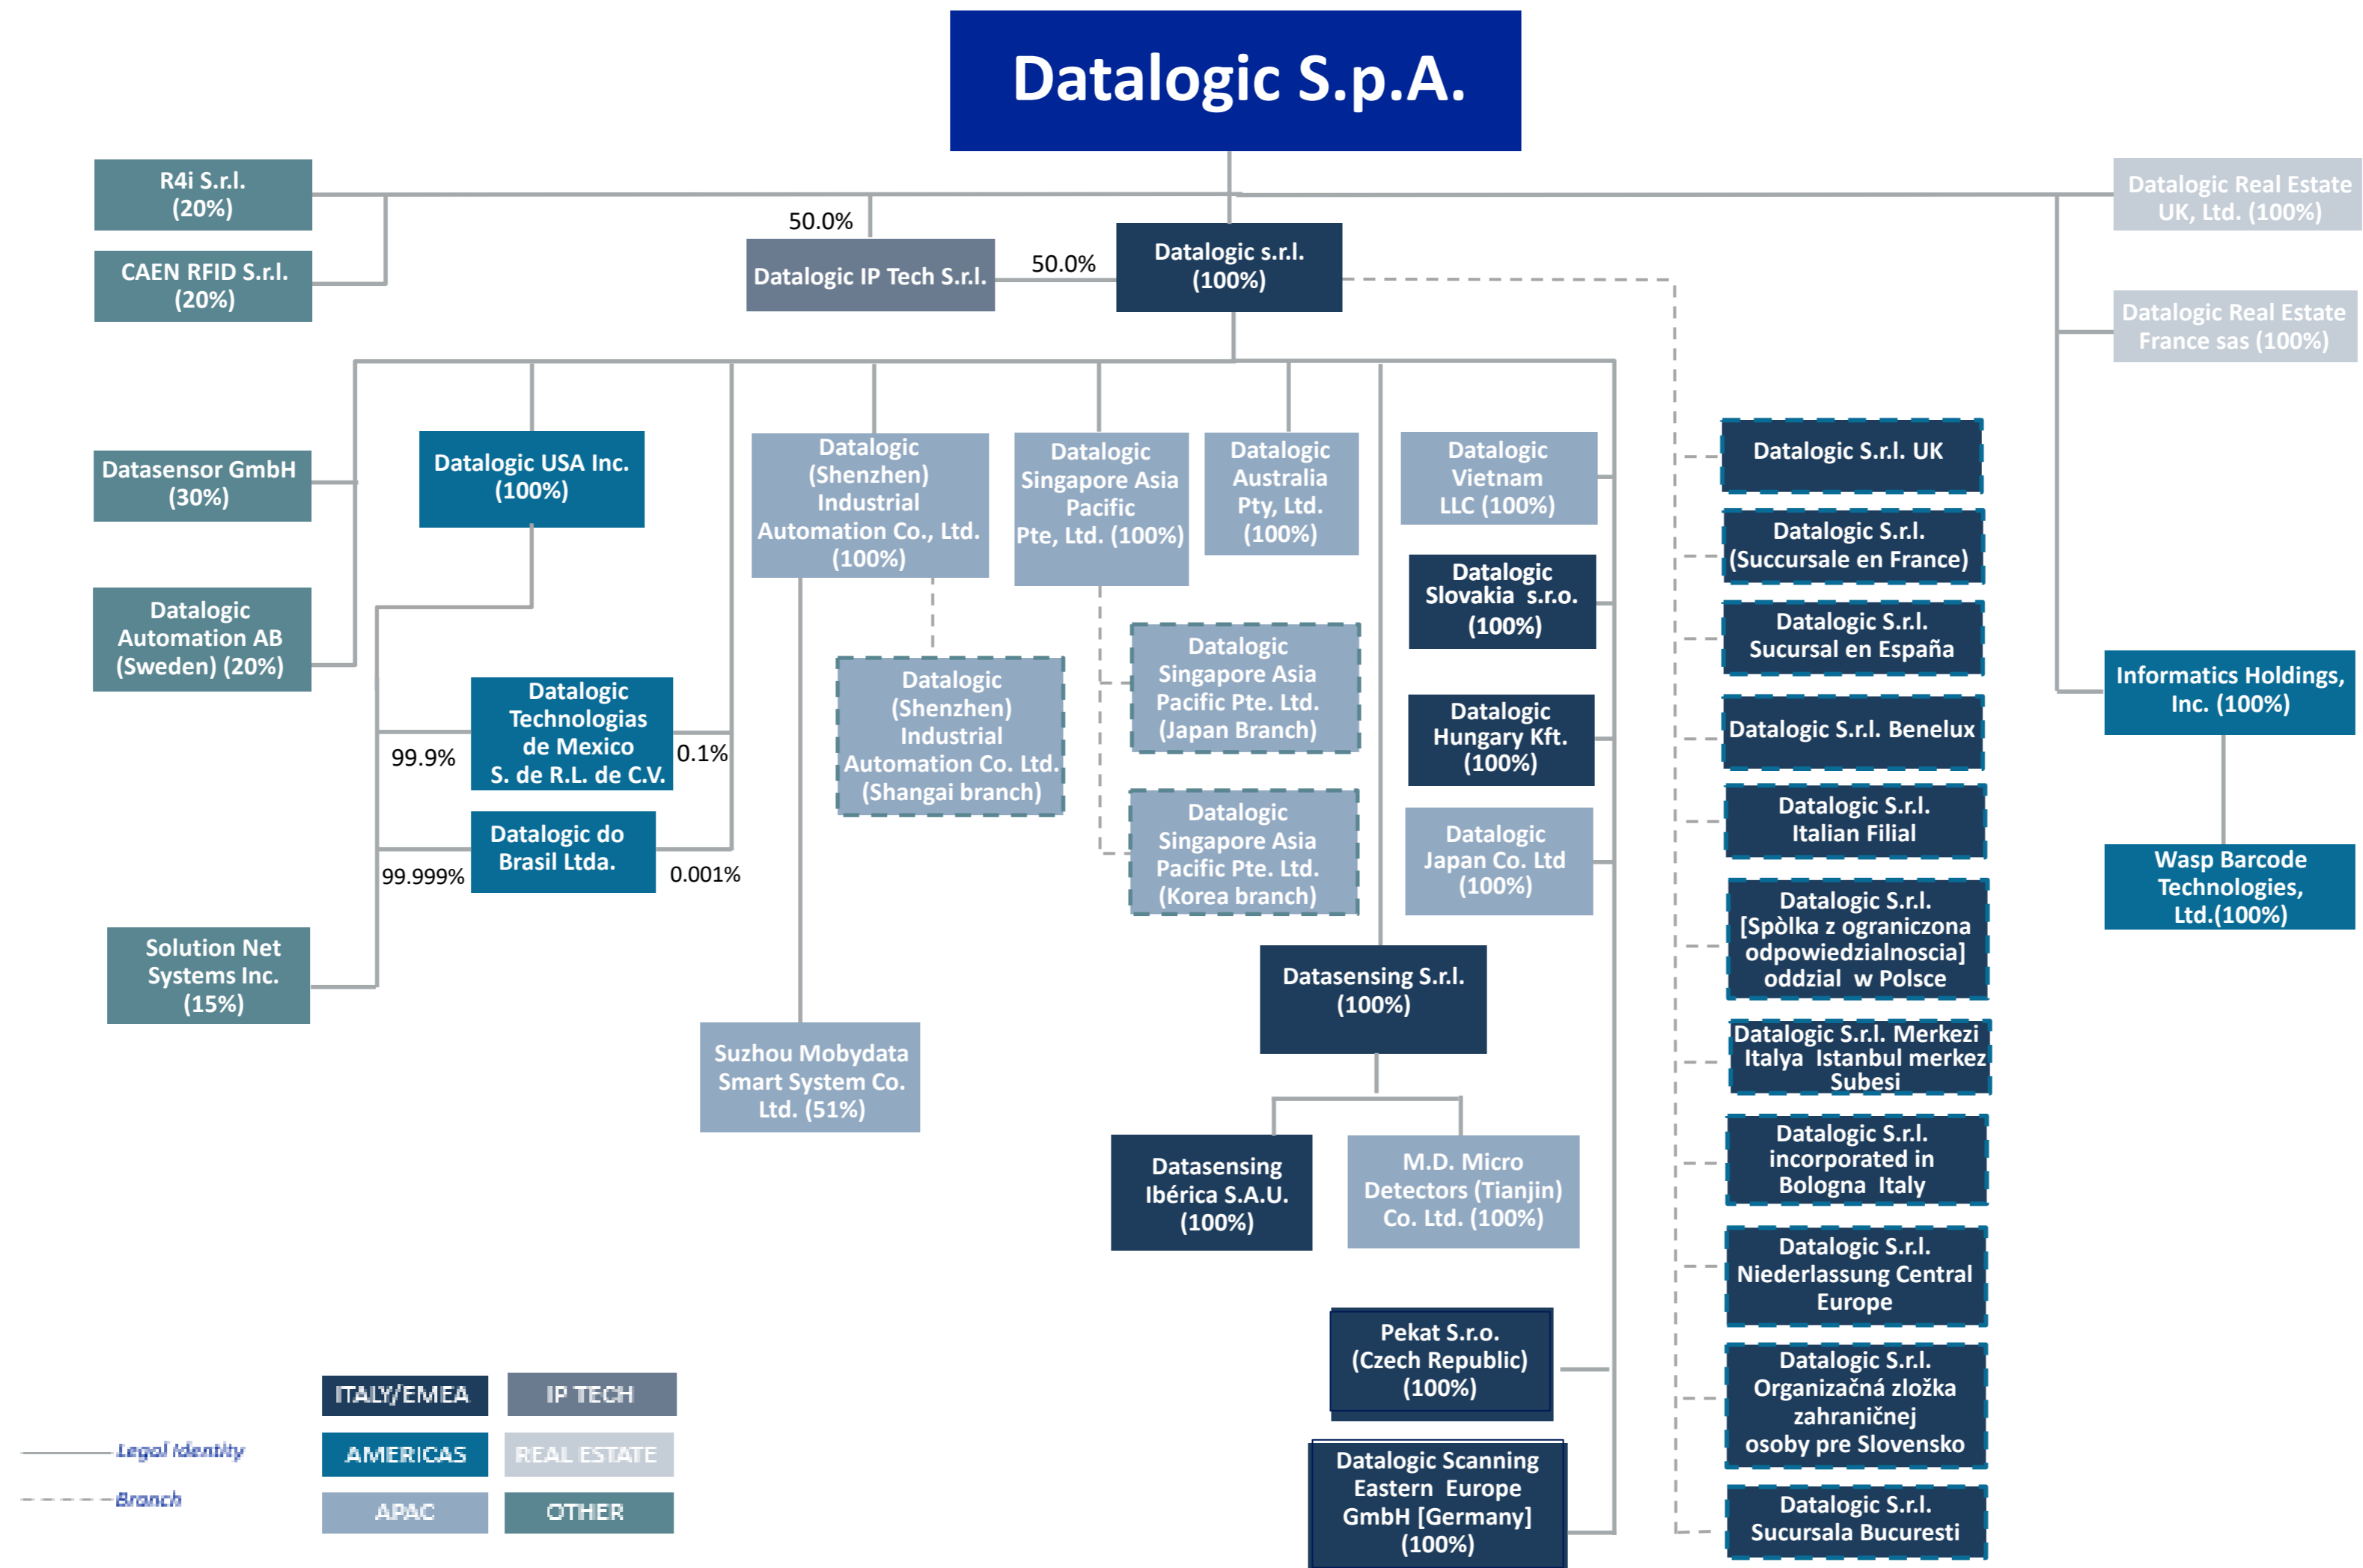 Datalogic S.p.A.
R4i S.r.l.
(20%)
CAEN RFID S.r.l.
(20%)
50.0%
Datalogic IP Tech S.r.l.
50.0%
Datalogic s.r.l.
(100%)
Datalogic Real Estate
UK, Ltd. (100%)
Datalogic Real Estate
France sas (100%)
Datasensor GmbH
(30%)
Datalogic
Automation AB
(Sweden) (20%)
Datalogic USA Inc.
(100%)
Datalogic
Technologias
de Mexico
S. de R.L. de C.V.
99.9%
0.1%
Datalogic do
Brasil Ltda.
99.999%
0.001%
Solution Net
Systems Inc.
(15%)
Datalogic
(Shenzhen)
Industrial
Automation Co., Ltd.
(100%)
Datalogic
(Shenzhen)
Industrial
Automation Co. Ltd.
(Shangai branch)
Suzhou Mobydata
Smart System Co.
Ltd. (51%)
Datalogic
Singapore Asia
Pacific
Pte, Ltd. (100%)
Datalogic
Singapore Asia
Pacific Pte. Ltd.
(Japan Branch)
Datalogic
Singapore Asia
Pacific Pte. Ltd.
(Korea branch)
Datalogic
Australia
Pty, Ltd.
(100%)
Datalogic
Vietnam
LLC (100%)
Datalogic
Slovakia s.r.o.
(100%)
Datalogic
Hungary Kft.
(100%)
Datalogic
Japan Co. Ltd
(100%)
Datasensing S.r.l.
(100%)
Datasensing
Ibérica S.A.U.
(100%)
M.D. Micro
Detectors (Tianjin)
Co. Ltd. (100%)
Pekat S.r.o.
(Czech Republic)
(100%)
Datalogic Scanning
Eastern Europe
GmbH [Germany]
(100%)
Datalogic S.r.l. UK
Datalogic S.r.l.
(Succursale en France)
Datalogic S.r.l.
Sucursal en España
Datalogic S.r.l. Benelux
Datalogic S.r.l.
Italian Filial
Datalogic S.r.l.
[Spòlka z ograniczona
odpowiedzialnoscia]
oddzial w Polsce
Datalogic S.r.l. Merkezi
Italya Istanbul merkez
Subesi
Datalogic S.r.l.
incorporated in
Bologna Italy
Datalogic S.r.l.
Niederlassung Central
Europe
Datalogic S.r.l.
Organizačná zložka
zahraničnej
osoby pre Slovensko
Datalogic S.r.l.
Sucursala Bucuresti
Informatics Holdings,
Inc. (100%)
Wasp Barcode
Technologies,
Ltd.(100%)
Legal Identity
Branch
ITALY/EMEA
IP TECH
AMERICAS
REAL ESTATE
APAC
OTHER